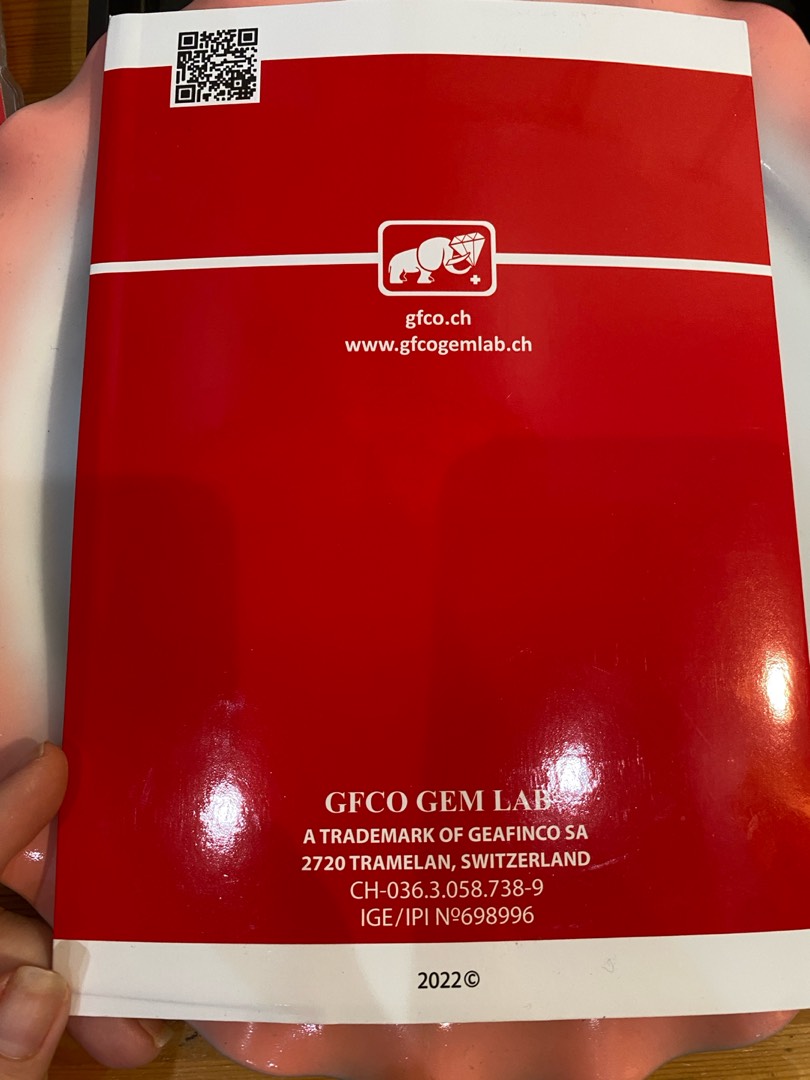 gfco.ch
www.gfcogemlab.ch
GFCO GEM LAB
A TRADEMARK OF GEAFINCO SA
2720 TRAMELAN, SWITZERLAND
CH-036.3.058.738-9
IGE/IPI Nº698996
2022©